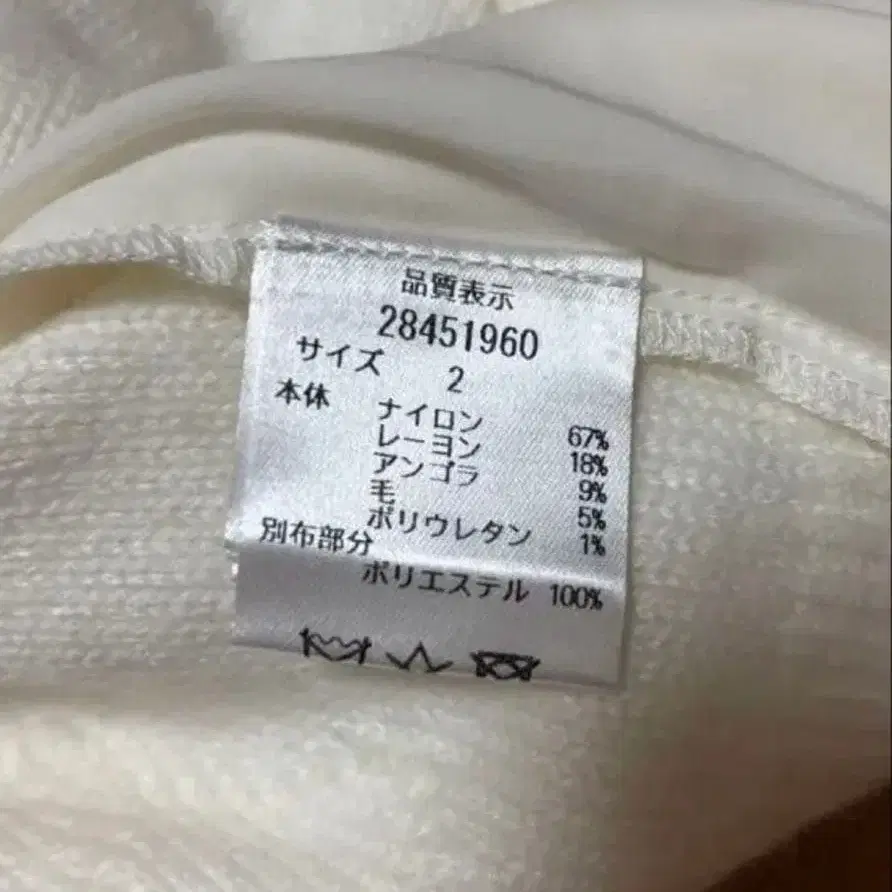 品質表示
28451960
サイズ 2
本体 ナイロン 67%
レーヨン 18%
アンゴラ 9%
毛 5%
ポリウレタン 1%
別布部分
ポリエステル 100%